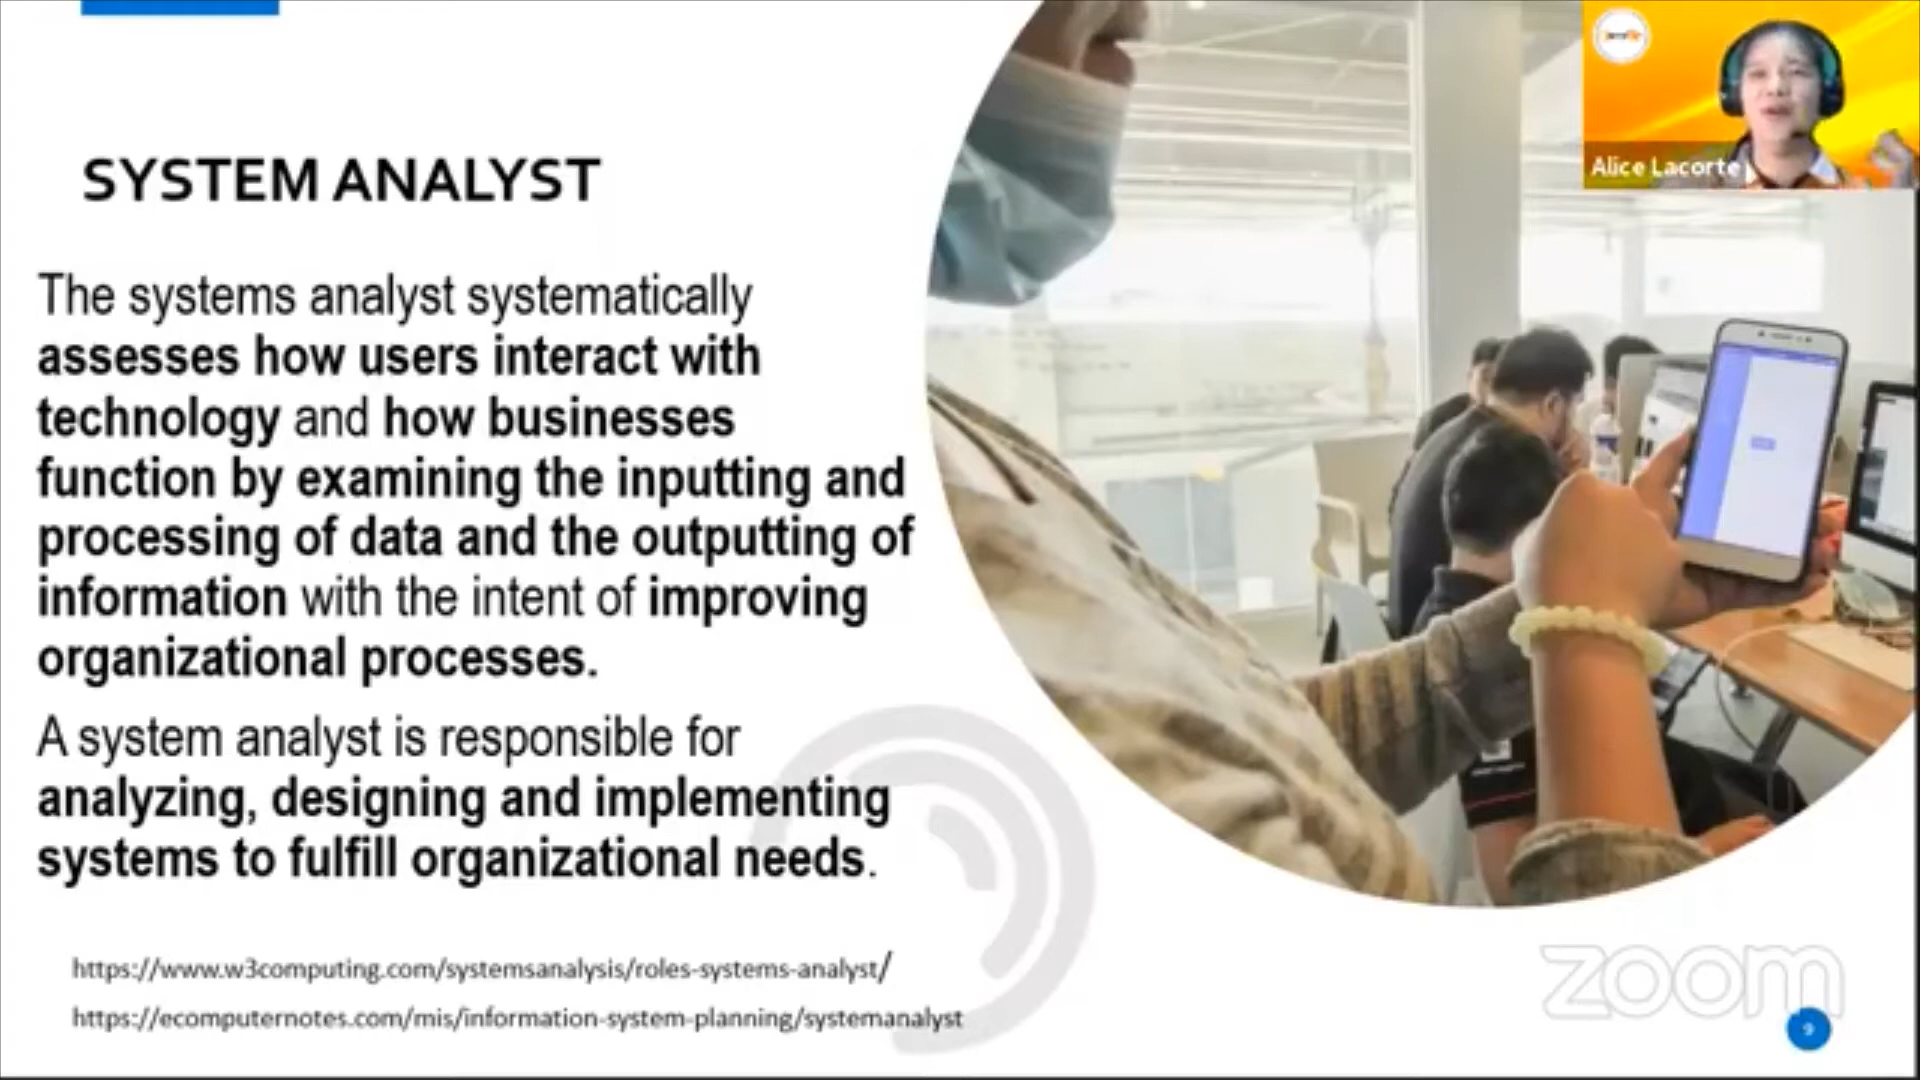 Alice Lacorte
SYSTEM ANALYST
The systems analyst systematically
assesses how users interact with
technology and how businesses
function by examining the inputting and
processing of data and the outputting of
information with the intent of improving
organizational processes.
A system analyst is responsible for
analyzing, designing and implementing
systems to fulfill organizational needs.
https://www.w3computing.com/systemsanalysis/roles-systems-analyst/
https://ecomputernotes.com/mis/information-system-planning/systemanalyst
zoom
9